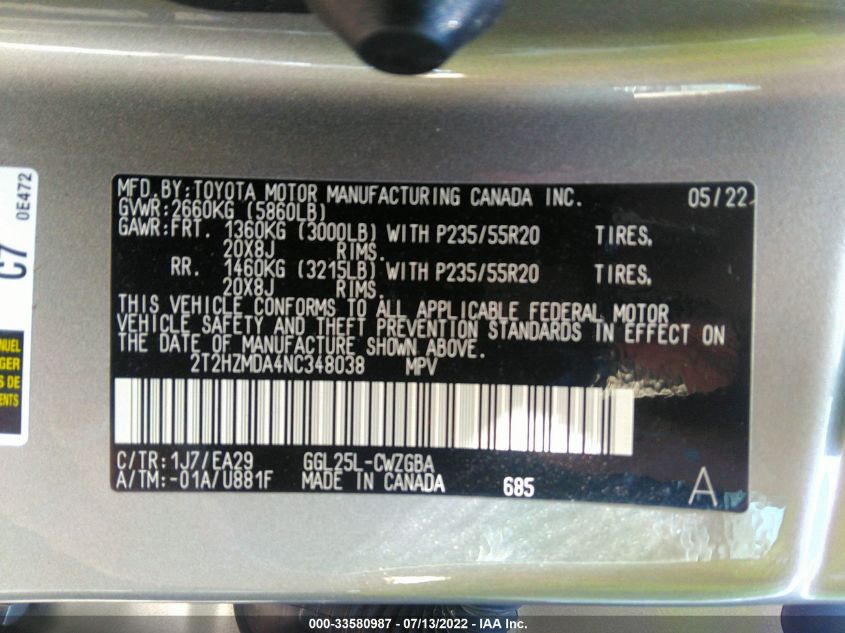 MFD. BY: TOYOTA MOTOR MANUFACTURING CANADA INC. 05/22
GVWR: 2660KG (5860LB)
GAWR: FRT. 1360KG (3000LB) WITH P235/55R20 TIRES,
20X8J RIMS.
RR. 1460KG (3215LB) WITH P235/55R20 TIRES,
20X8J RIMS.
THIS VEHICLE CONFORMS TO ALL APPLICABLE FEDERAL MOTOR
VEHICLE SAFETY AND THEFT PREVENTION STANDARDS IN EFFECT ON
THE DATE OF MANUFACTURE SHOWN ABOVE.
2T2HZMDA4NC348038 MPV
C/TR: 1J7/EA29 GGL25L-CWZGBA
A/TM: -01A/U881F MADE IN CANADA 685 A
C7 0E472
NUEL
GER
S DE
ENTS
000-33580987 - 07/13/2022 - IAA Inc.